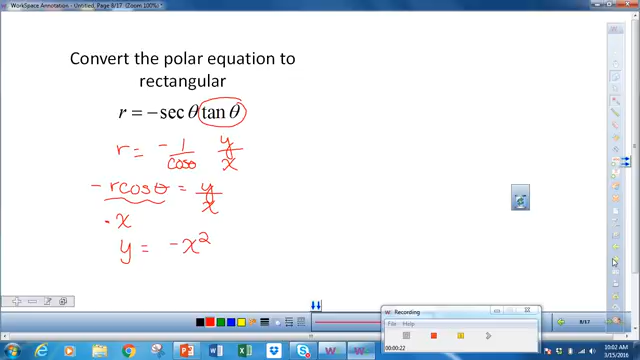 WorkSpace Annotation - Untitled, Page 8/17 (Zoom 100%)
Convert the polar equation to
rectangular
r = −sec θ tan θ
r = - 1/cosθ y/x
- rcosθ = y/x
· x
y = -x²
8/17
Recording
File Help
00:00:22
10:02 AM
3/15/2016